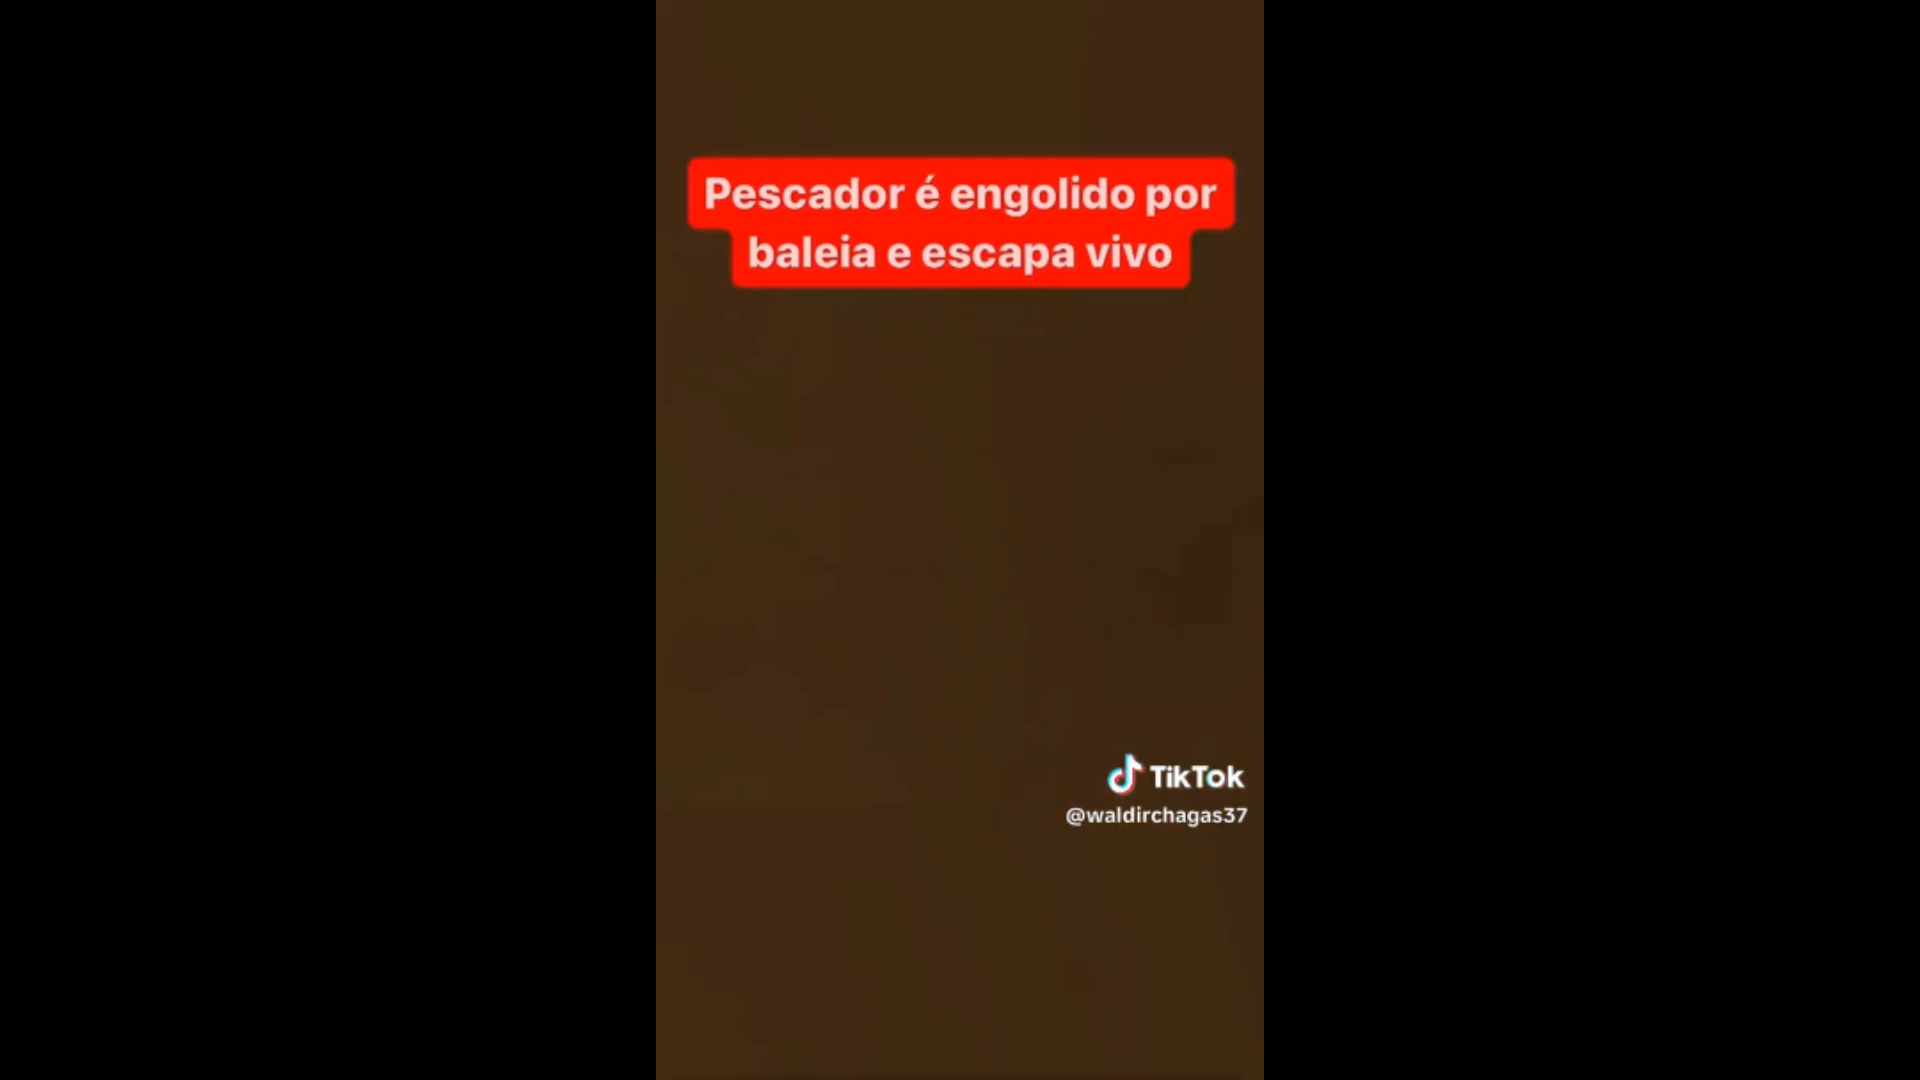 Pescador é engolido por
baleia e escapa vivo
TikTok
@waldirchagas37